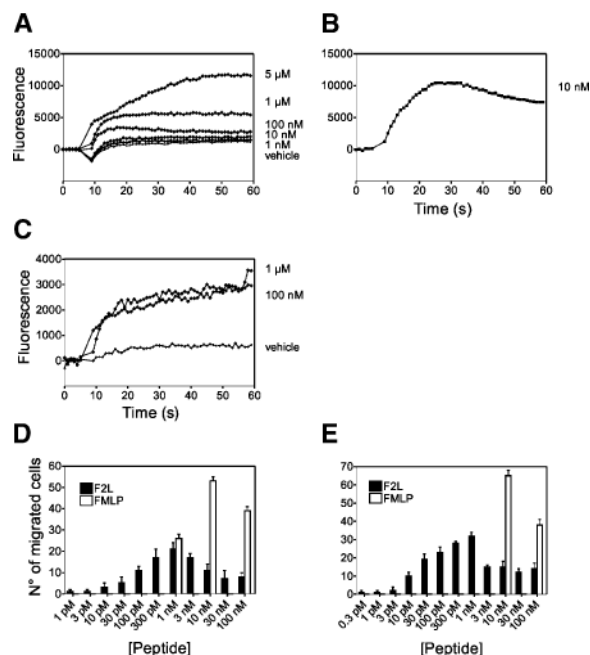 A
B
15000
10000
5000
0
Fluorescence
0 10 20 30 40 50 60
5 µM
1 µM
100 nM
10 nM
1 nM
vehicle
15000
10000
5000
0
0 10 20 30 40 50 60
Time (s)
10 nM
C
4000
3000
2000
1000
0
Fluorescence
0 10 20 30 40 50 60
Time (s)
1 µM
100 nM
vehicle
D
E
N° of migrated cells
60
50
40
30
20
10
0
F2L
FMLP
1 pM
3 pM
10 pM
30 pM
100 pM
300 pM
1 nM
3 nM
10 nM
30 nM
100 nM
[Peptide]
70
60
50
40
30
20
10
0
F2L
FMLP
0.3 pM
1 pM
3 pM
10 pM
30 pM
100 pM
300 pM
1 nM
3 nM
10 nM
30 nM
100 nM
[Peptide]